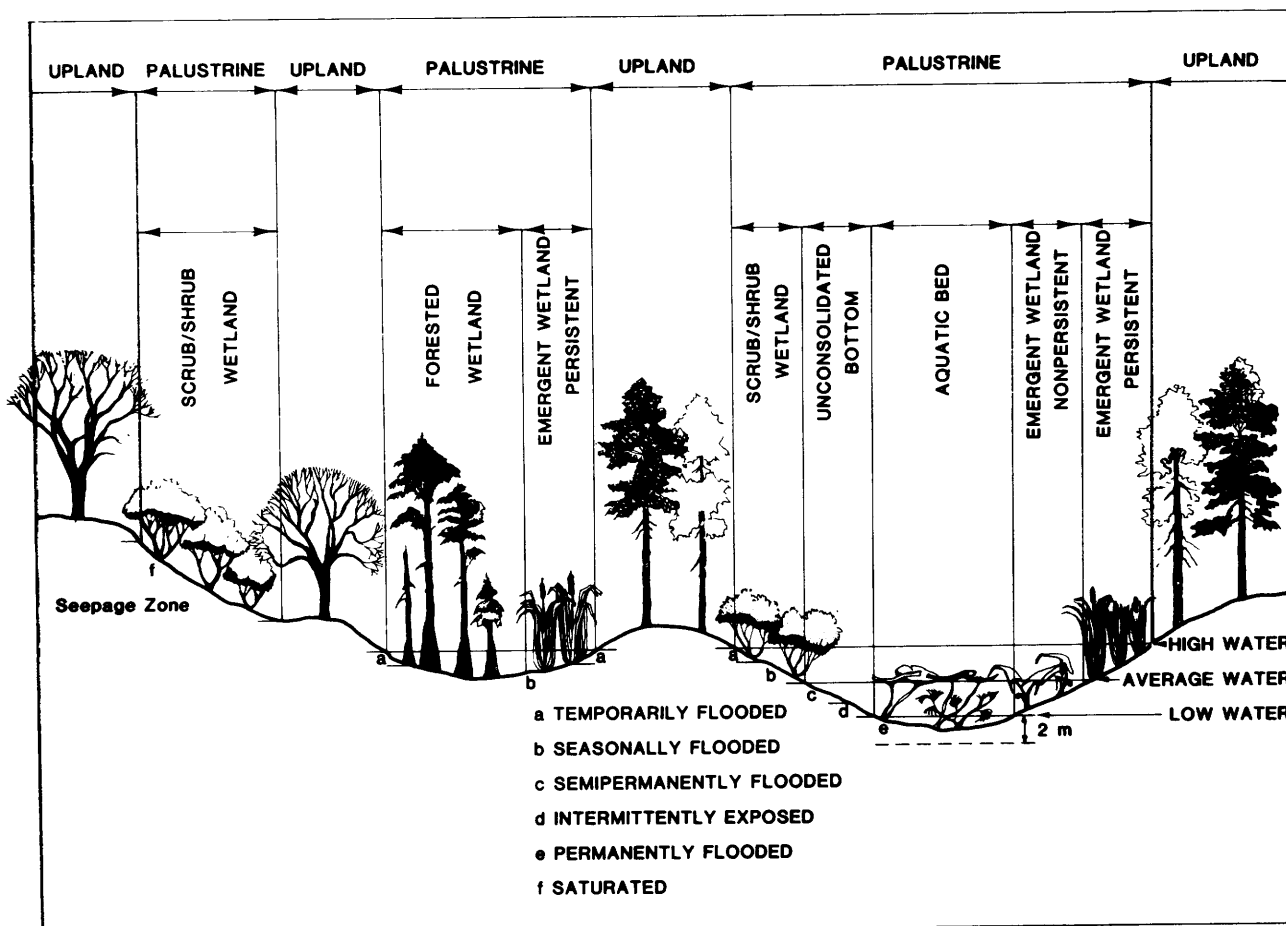 UPLAND PALUSTRINE UPLAND PALUSTRINE UPLAND PALUSTRINE UPLAND
SCRUB/SHRUB
WETLAND
FORESTED
WETLAND
EMERGENT WETLAND
PERSISTENT
SCRUB/SHRUB
WETLAND
UNCONSOLIDATED
BOTTOM
AQUATIC BED
EMERGENT WETLAND
NONPERSISTENT
EMERGENT WETLAND
PERSISTENT
f
Seepage Zone
a
b
a
a
b
c
d
e
HIGH WATER
AVERAGE WATER
LOW WATER
2 m
a TEMPORARILY FLOODED
b SEASONALLY FLOODED
c SEMIPERMANENTLY FLOODED
d INTERMITTENTLY EXPOSED
e PERMANENTLY FLOODED
f SATURATED